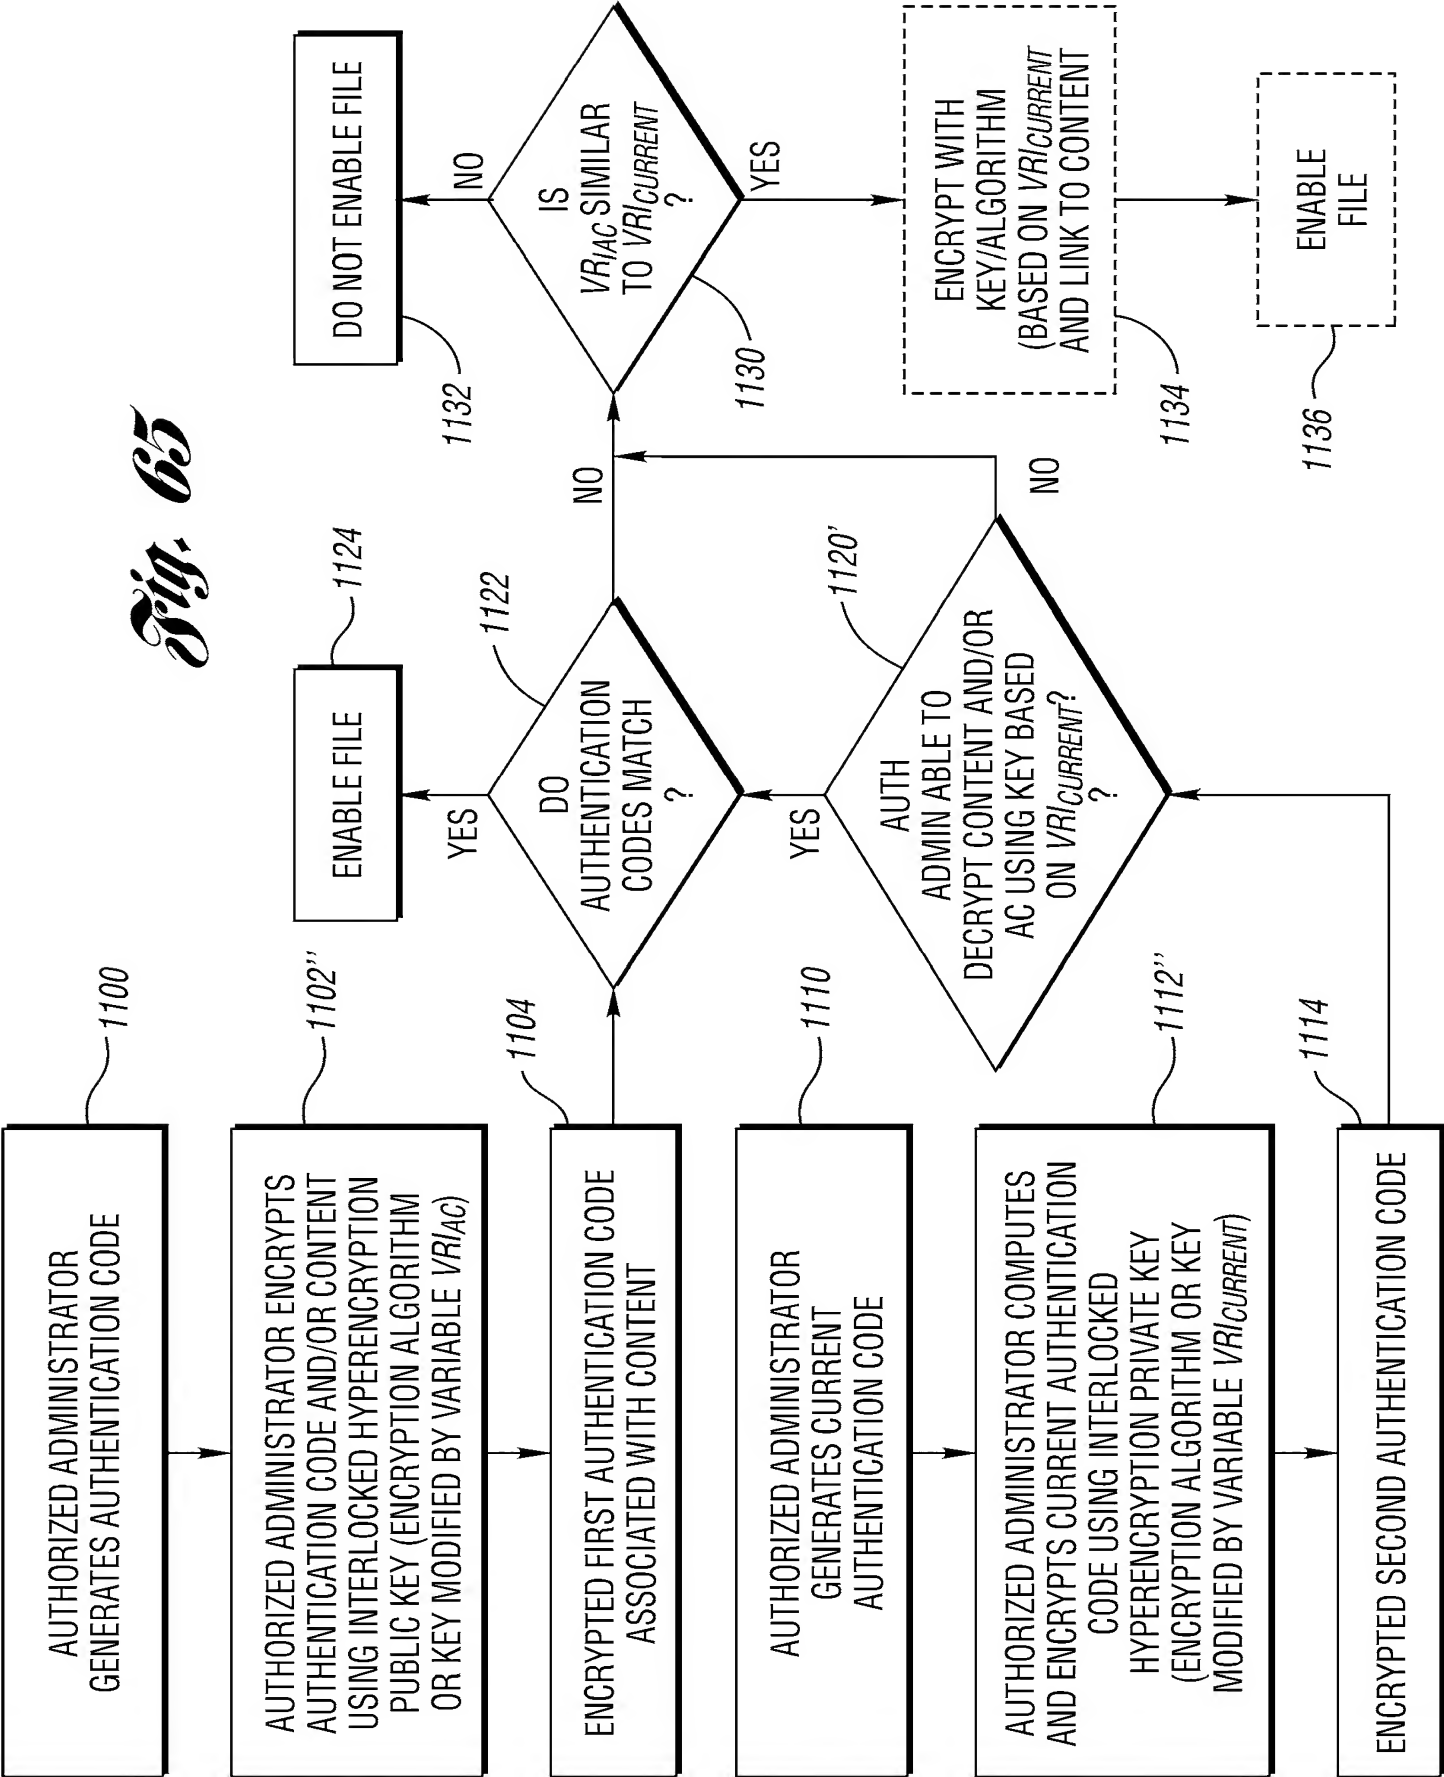 Fig. 65
AUTHORIZED ADMINISTRATOR
GENERATES AUTHENTICATION CODE
1100
AUTHORIZED ADMINISTRATOR ENCRYPTS
AUTHENTICATION CODE AND/OR CONTENT
USING INTERLOCKED HYPERENCRYPTION
PUBLIC KEY (ENCRYPTION ALGORITHM
OR KEY MODIFIED BY VARIABLE VRIAC)
1102"
ENCRYPTED FIRST AUTHENTICATION CODE
ASSOCIATED WITH CONTENT
1104
AUTHORIZED ADMINISTRATOR
GENERATES CURRENT
AUTHENTICATION CODE
1110
AUTHORIZED ADMINISTRATOR COMPUTES
AND ENCRYPTS CURRENT AUTHENTICATION
CODE USING INTERLOCKED
HYPERENCRYPTION PRIVATE KEY
(ENCRYPTION ALGORITHM OR KEY
MODIFIED BY VARIABLE VRICURRENT)
1112"
ENCRYPTED SECOND AUTHENTICATION CODE
1114
ENABLE FILE
1124
YES
DO
AUTHENTICATION
CODES MATCH
?
1122
NO
YES
AUTH
ADMIN ABLE TO
DECRYPT CONTENT AND/OR
AC USING KEY BASED
ON VRICURRENT?
?
1120'
NO
DO NOT ENABLE FILE
1132
NO
IS
VRIAC SIMILAR
TO VRICURRENT
?
1130
YES
ENCRYPT WITH
KEY/ALGORITHM
(BASED ON VRICURRENT
AND LINK TO CONTENT
1134
ENABLE
FILE
1136